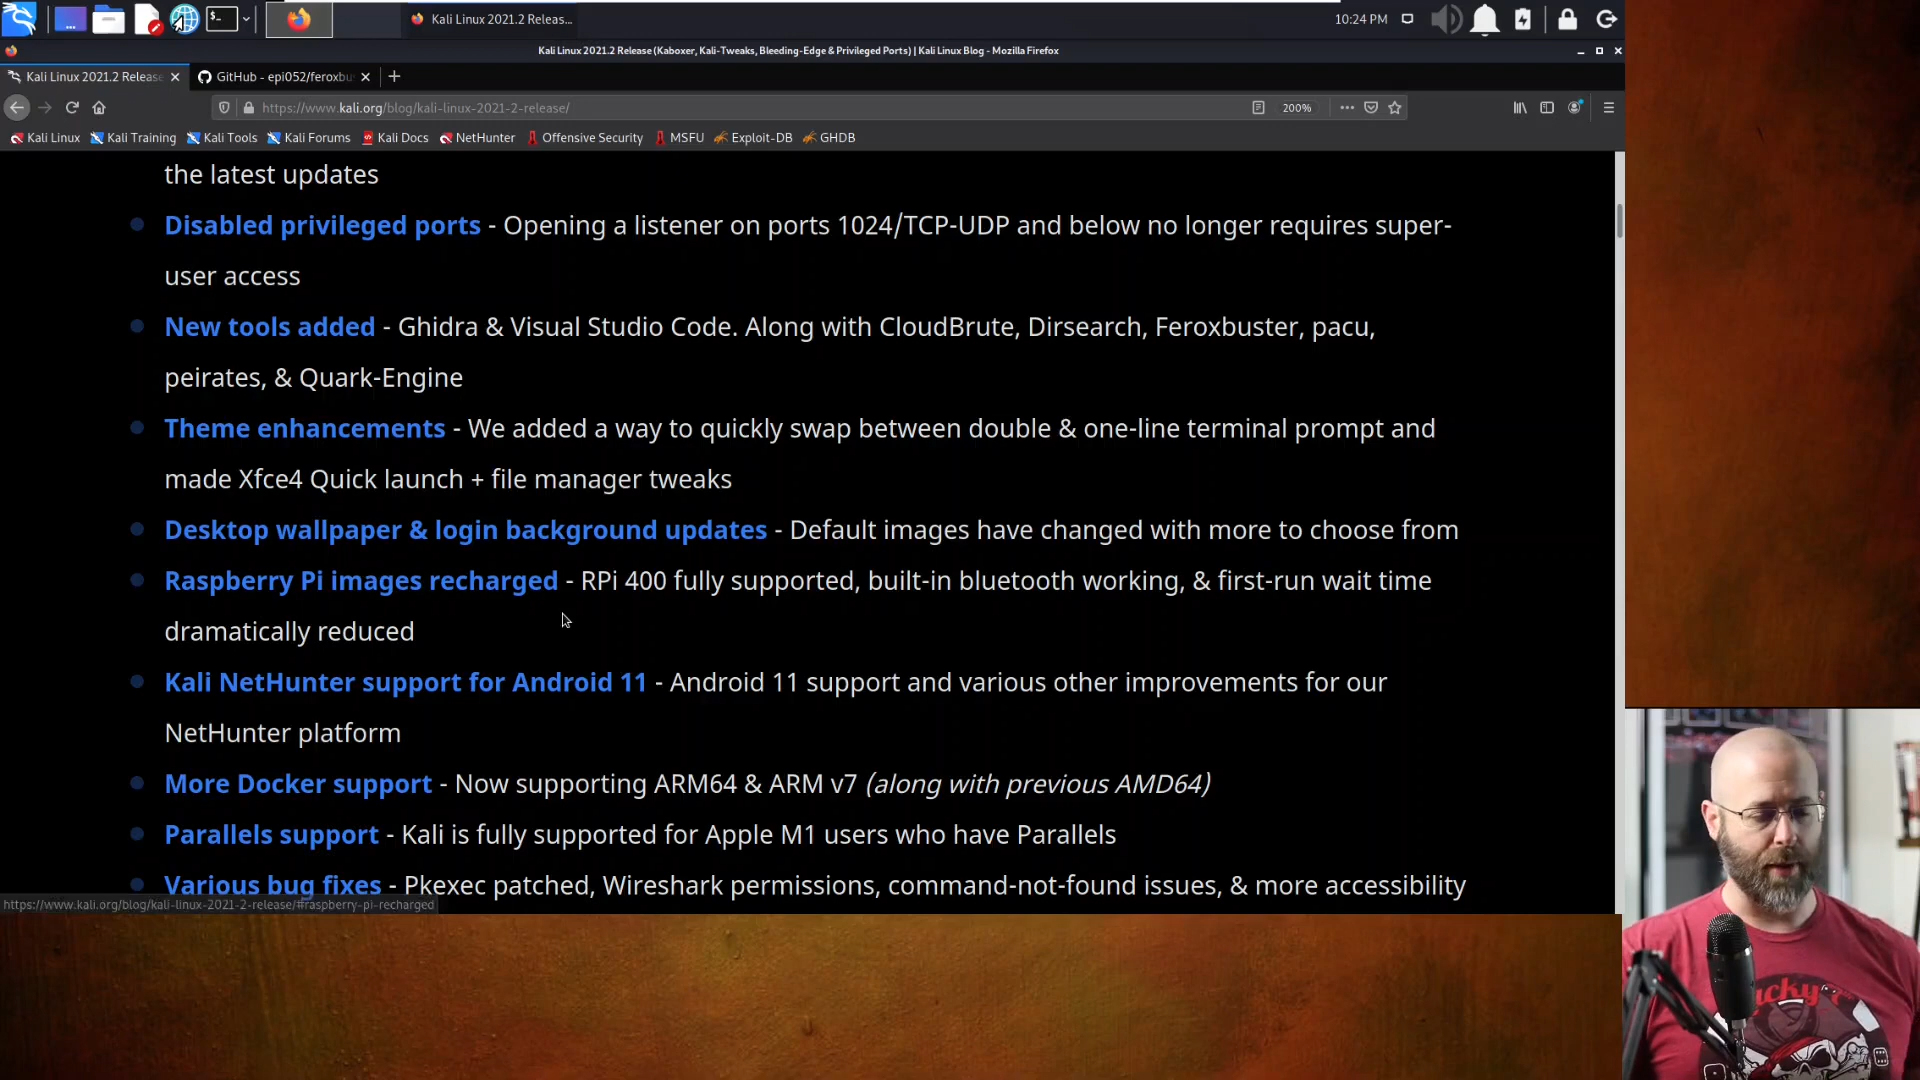 Kali Linux 2021.2 Releas...
10:24 PM
Kali Linux 2021.2 Release (Kaboxer, Kali-Tweaks, Bleeding-Edge & Privileged Ports) | Kali Linux Blog - Mozilla Firefox
Kali Linux 2021.2 Release
GitHub - epi052/feroxbu
https://www.kali.org/blog/kali-linux-2021-2-release/
200%
Kali Linux Kali Training Kali Tools Kali Forums Kali Docs NetHunter Offensive Security MSFU Exploit-DB GHDB
the latest updates
Disabled privileged ports - Opening a listener on ports 1024/TCP-UDP and below no longer requires super-
user access
New tools added - Ghidra & Visual Studio Code. Along with CloudBrute, Dirsearch, Feroxbuster, pacu,
peirates, & Quark-Engine
Theme enhancements - We added a way to quickly swap between double & one-line terminal prompt and
made Xfce4 Quick launch + file manager tweaks
Desktop wallpaper & login background updates - Default images have changed with more to choose from
Raspberry Pi images recharged - RPi 400 fully supported, built-in bluetooth working, & first-run wait time
dramatically reduced
Kali NetHunter support for Android 11 - Android 11 support and various other improvements for our
NetHunter platform
More Docker support - Now supporting ARM64 & ARM v7 (along with previous AMD64)
Parallels support - Kali is fully supported for Apple M1 users who have Parallels
Various bug fixes - Pkexec patched, Wireshark permissions, command-not-found issues, & more accessibility
https://www.kali.org/blog/kali-linux-2021-2-release/#raspberry-pi-recharged